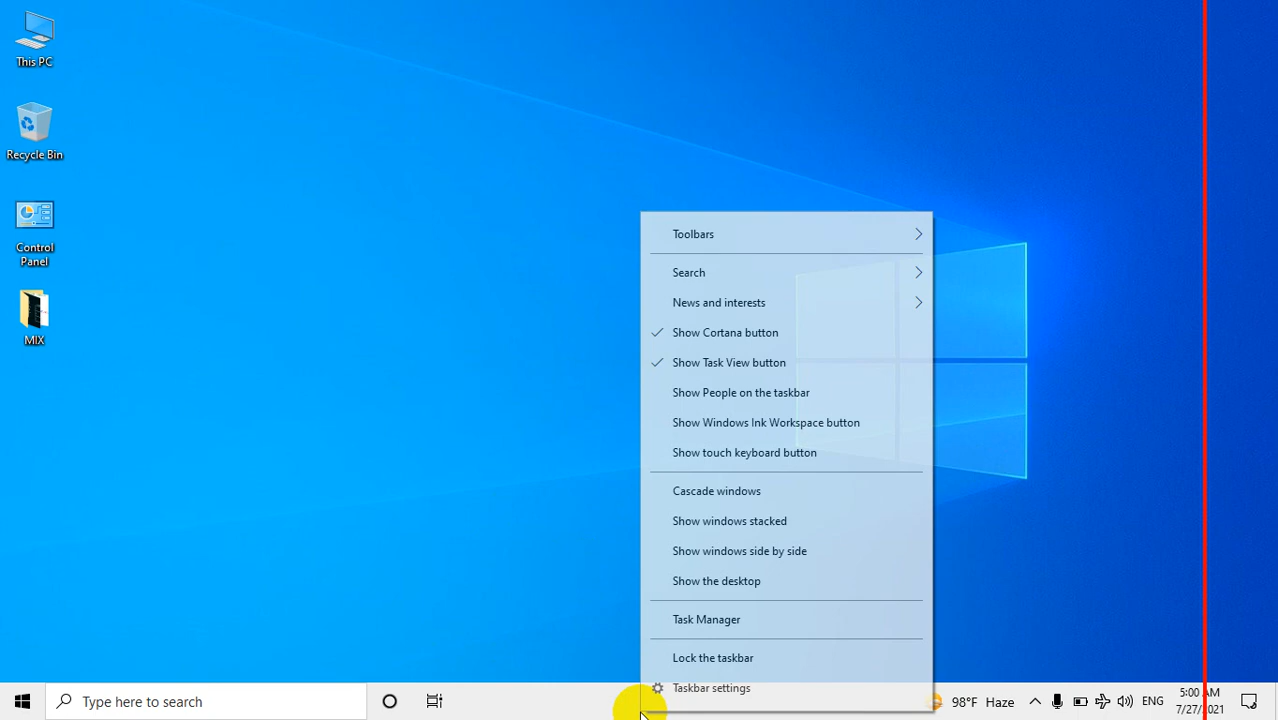 This PC
Recycle Bin
Control
Panel
MIX
Toolbars
Search
News and interests
Show Cortana button
Show Task View button
Show People on the taskbar
Show Windows Ink Workspace button
Show touch keyboard button
Cascade windows
Show windows stacked
Show windows side by side
Show the desktop
Task Manager
Lock the taskbar
Taskbar settings
Type here to search
98°F Haze
ENG
5:00 AM
7/27/2021